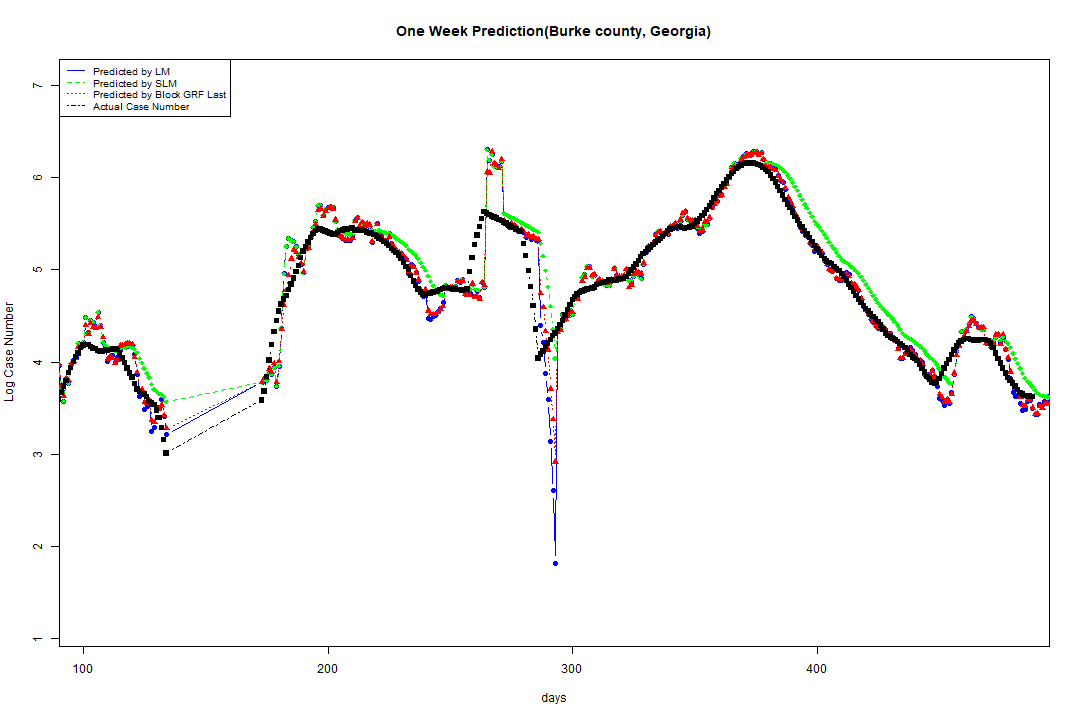 One Week Prediction(Burke county, Georgia)
Predicted by LM
Predicted by SLM
Predicted by Block GRF Last
Actual Case Number
7
6
5
4
3
2
1
Log Case Number
100 200 300 400
days